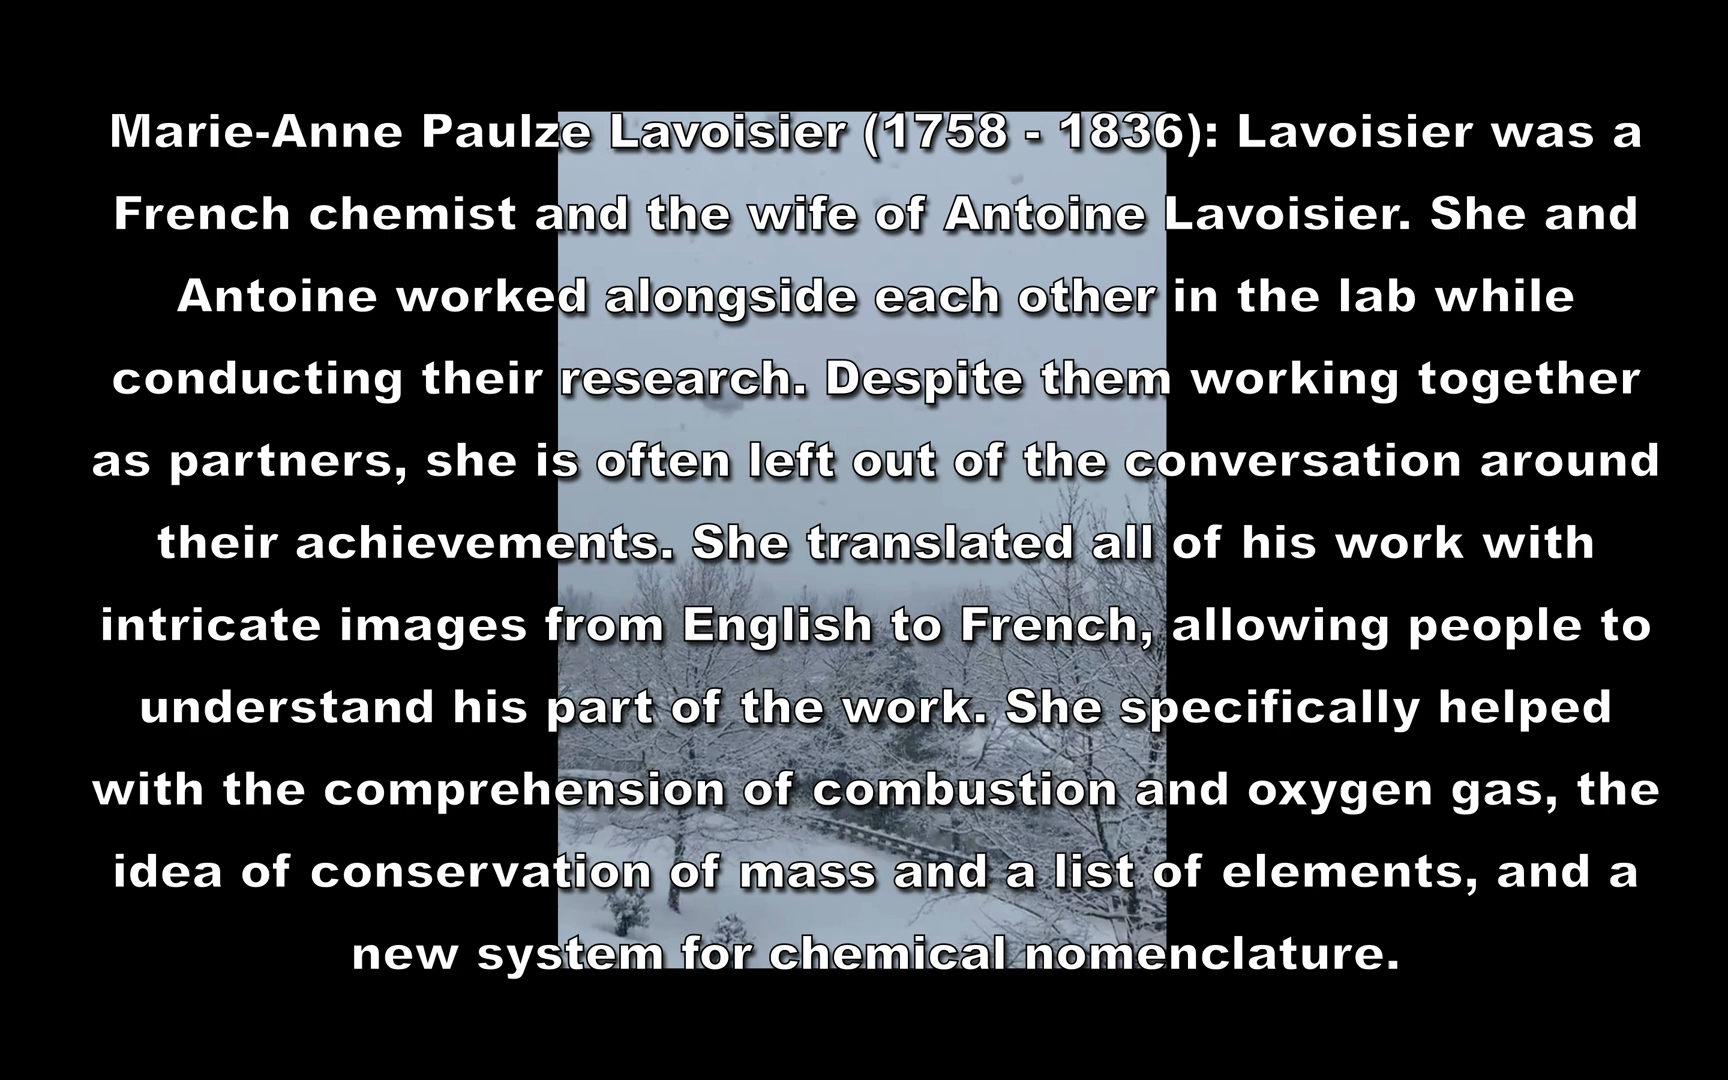 Marie-Anne Paulze Lavoisier (1758 - 1836): Lavoisier was a
French chemist and the wife of Antoine Lavoisier. She and
Antoine worked alongside each other in the lab while
conducting their research. Despite them working together
as partners, she is often left out of the conversation around
their achievements. She translated all of his work with
intricate images from English to French, allowing people to
understand his part of the work. She specifically helped
with the comprehension of combustion and oxygen gas, the
idea of conservation of mass and a list of elements, and a
new system for chemical nomenclature.